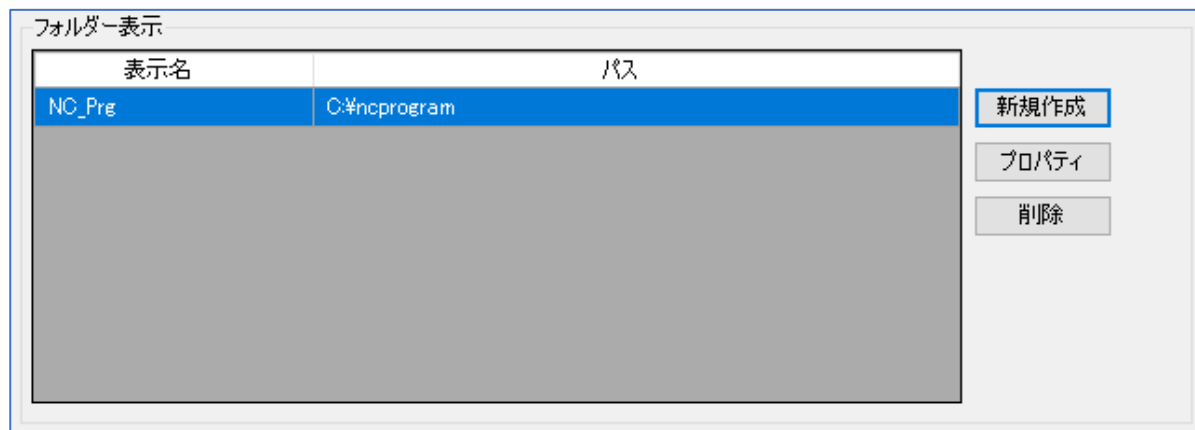 フォルダー表示
表示名 パス
NC_Prg C:¥ncprogram
新規作成
プロパティ
削除